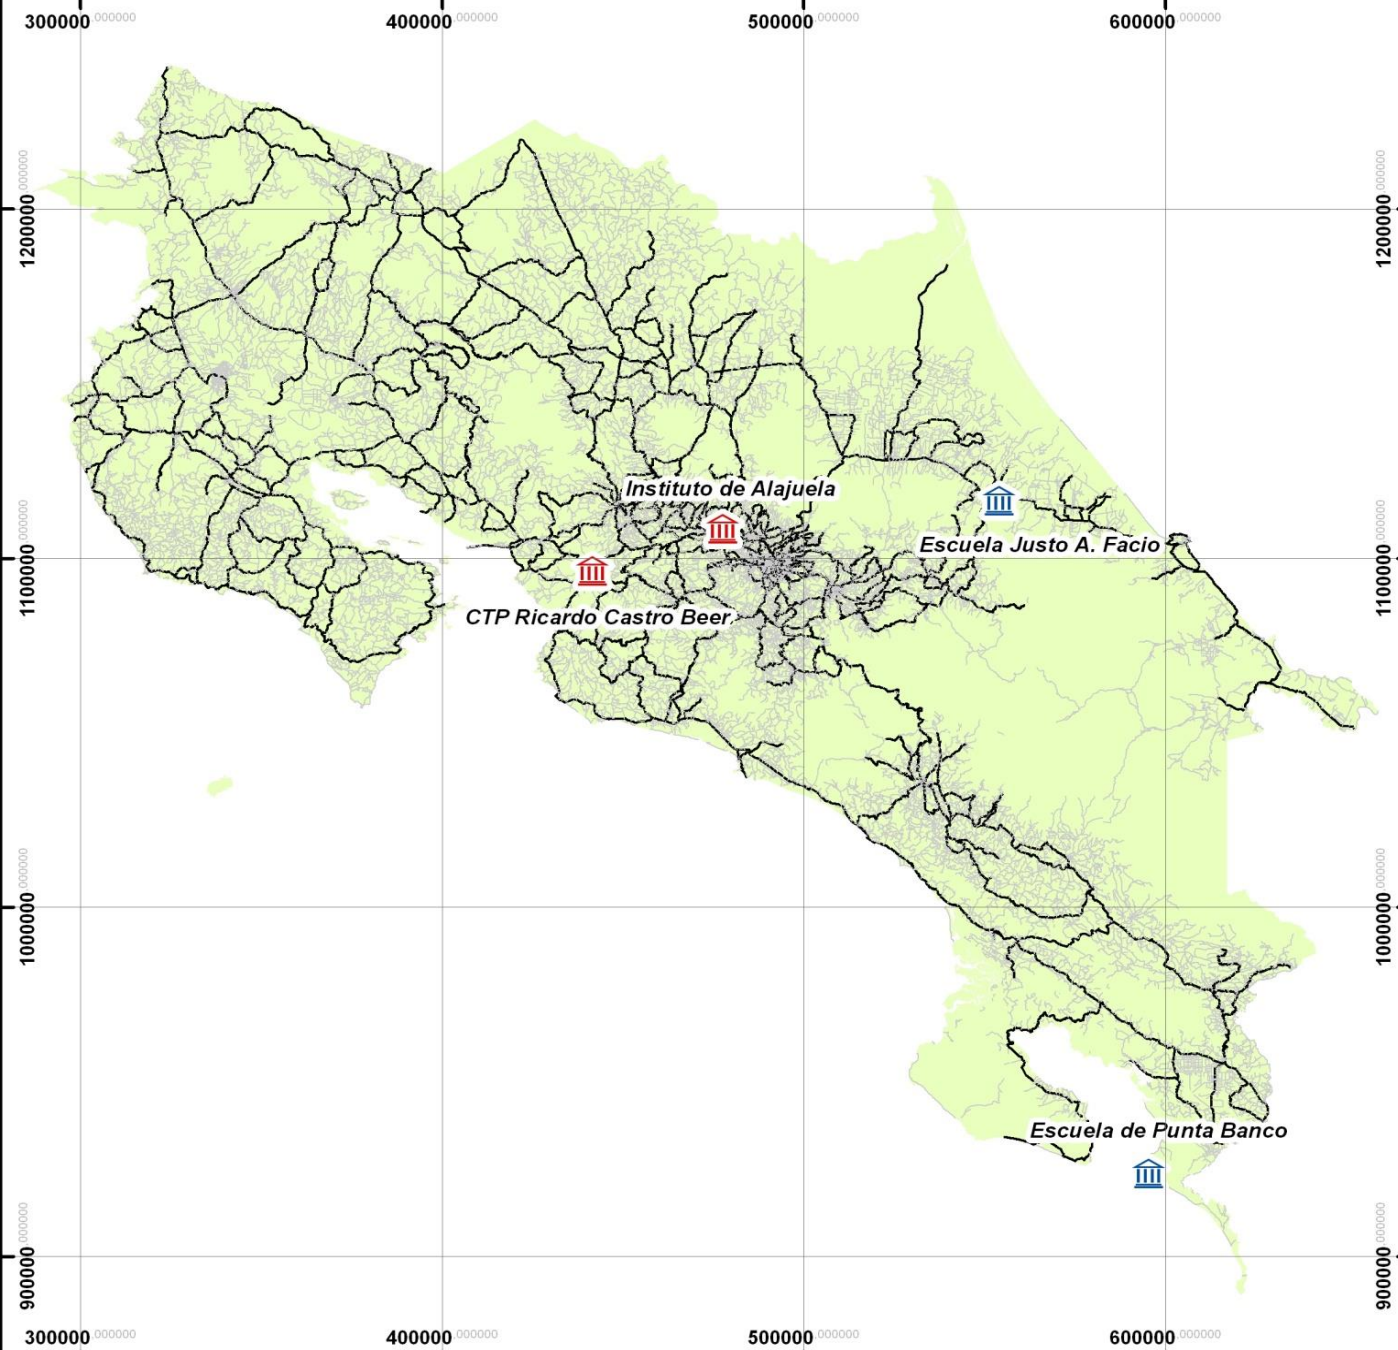 300000.000000 400000.000000 500000.000000 600000.000000
1200000.000000 1200000.000000
Instituto de Alajuela
Escuela Justo A. Facio
1100000.000000 1100000.000000
CTP Ricardo Castro Beer
1000000.000000 1000000.000000
Escuela de Punta Banco
900000.000000 900000.000000
300000.000000 400000.000000 500000.000000 600000.000000